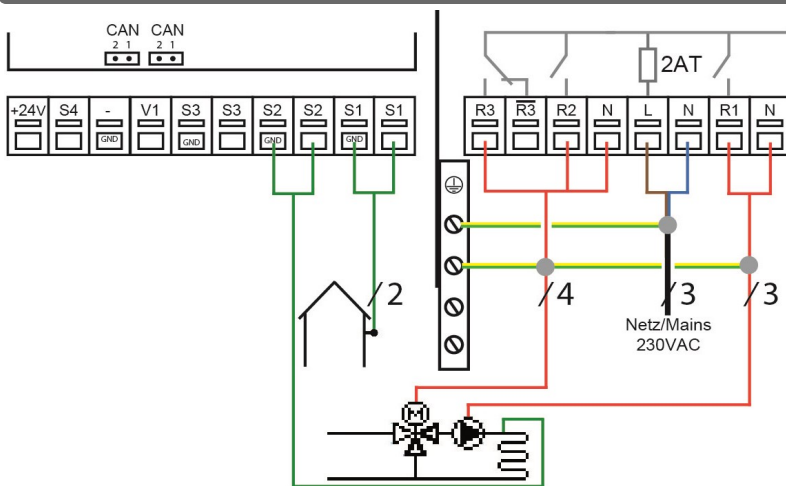 CAN CAN
2 1 2 1
2AT
+24V S4 - V1 S3 S3 S2 S2 S1 S1
GND GND GND GND
R3 R3 R2 N L N R1 N
M
/2
/4
/3
/3
Netz/Mains
230VAC